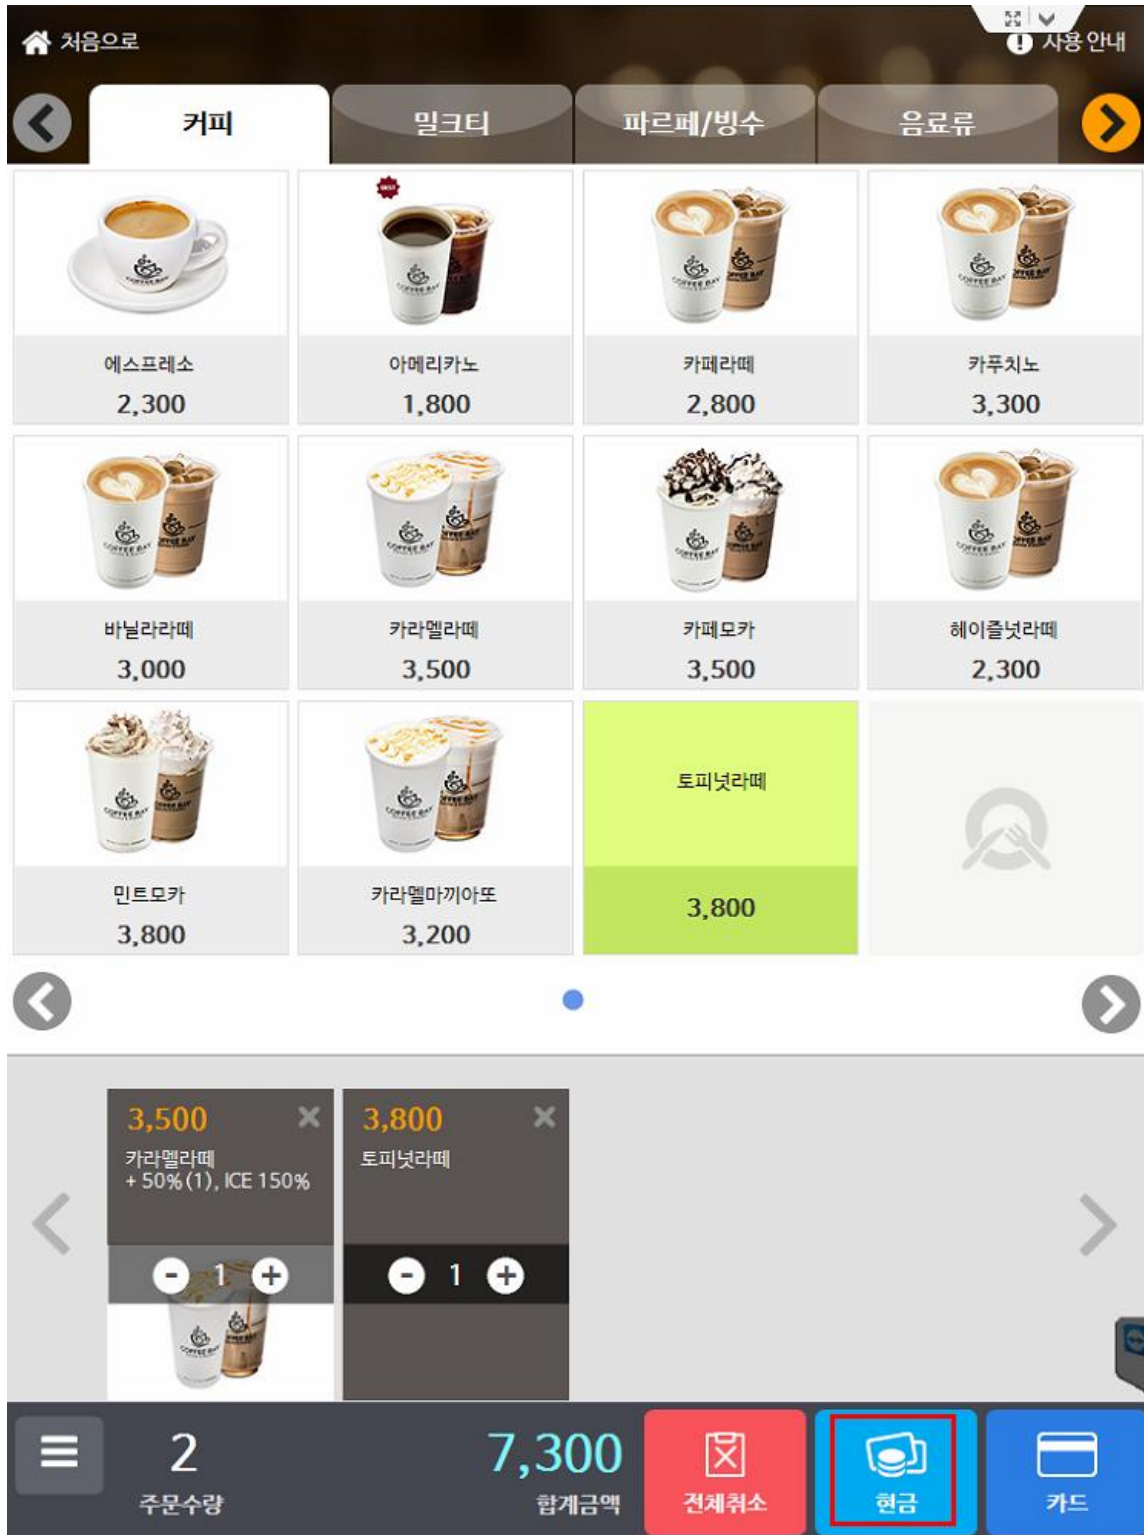 처음으로
사용 안내
커피
밀크티
파르페/빙수
음료류
BEST
에스프레소
2,300
아메리카노
1,800
카페라떼
2,800
카푸치노
3,300
바닐라라떼
3,000
카라멜라떼
3,500
카페모카
3,500
헤이즐넛라떼
2,300
민트모카
3,800
카라멜마끼아또
3,200
토피넛라떼
3,800
3,500
카라멜라떼
+ 50%(1), ICE 150%
- 1 +
3,800
토피넛라떼
- 1 +
2
주문수량
7,300
합계금액
전체취소
현금
카드
COFFEE BAY